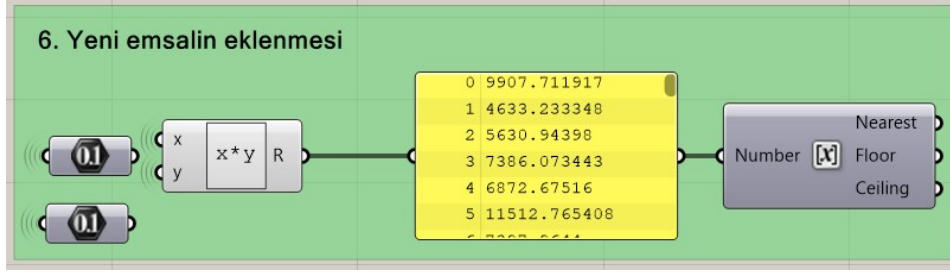 6. Yeni emsalin eklenmesi
0.1
0.1
x
y
x*y
R
0 9907.711917
1 4633.233348
2 5630.94398
3 7386.073443
4 6872.67516
5 11512.765408
Number
[x]
Nearest
Floor
Ceiling